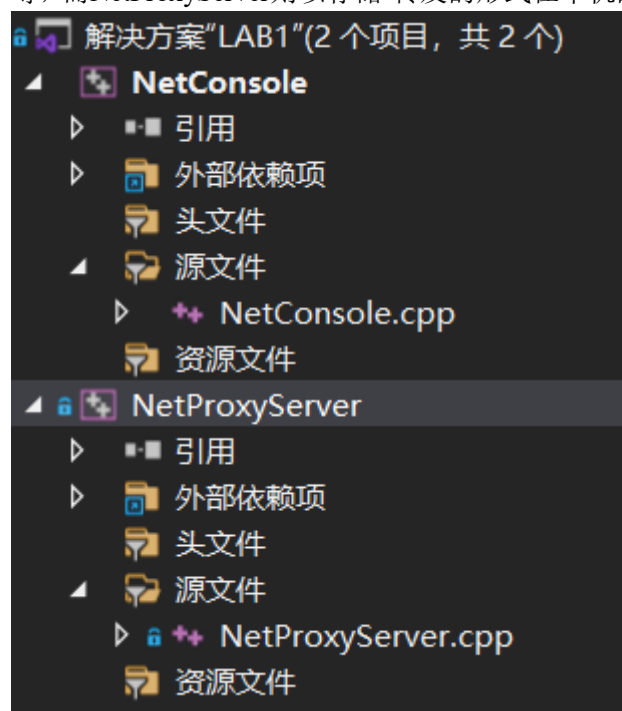 NetProxyServer
解决方案"LAB1"(2 个项目，共 2 个)
NetConsole
引用
外部依赖项
头文件
源文件
NetConsole.cpp
资源文件
NetProxyServer
引用
外部依赖项
头文件
源文件
NetProxyServer.cpp
资源文件